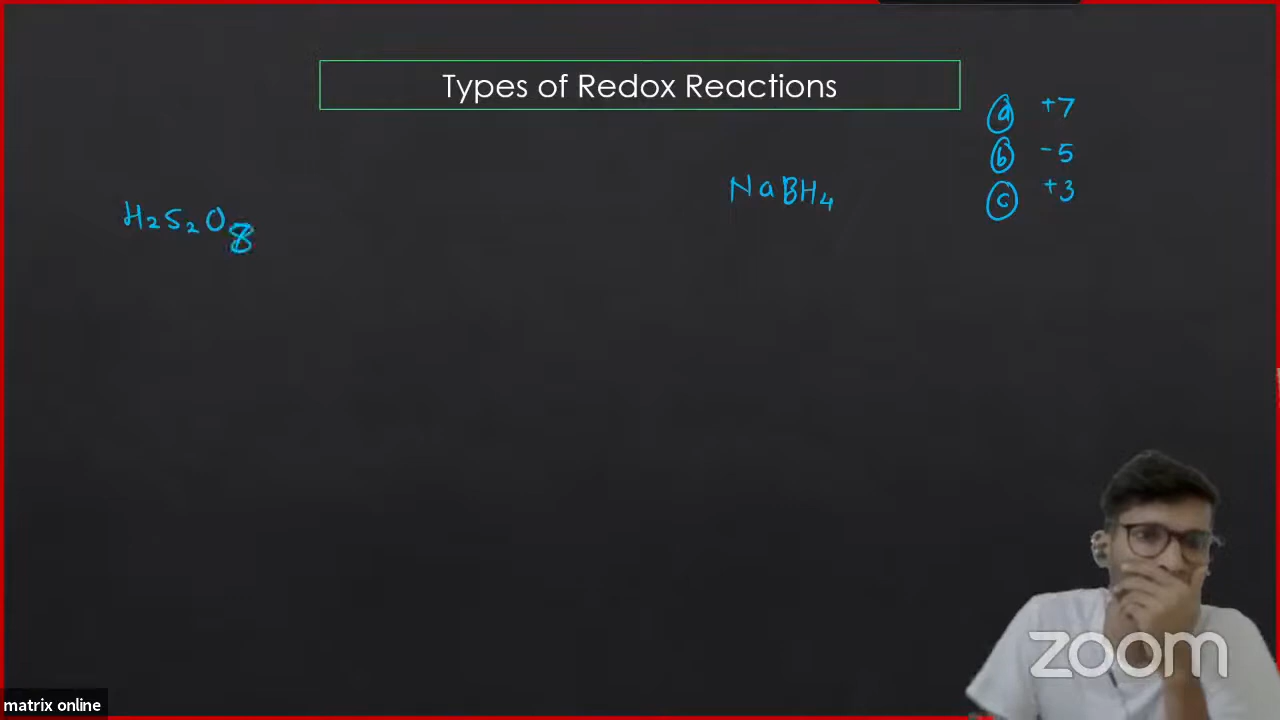 Types of Redox Reactions
ⓐ +7
ⓑ -5
ⓒ +3
NaBH₄
H₂S₂O₈
zoom
matrix online